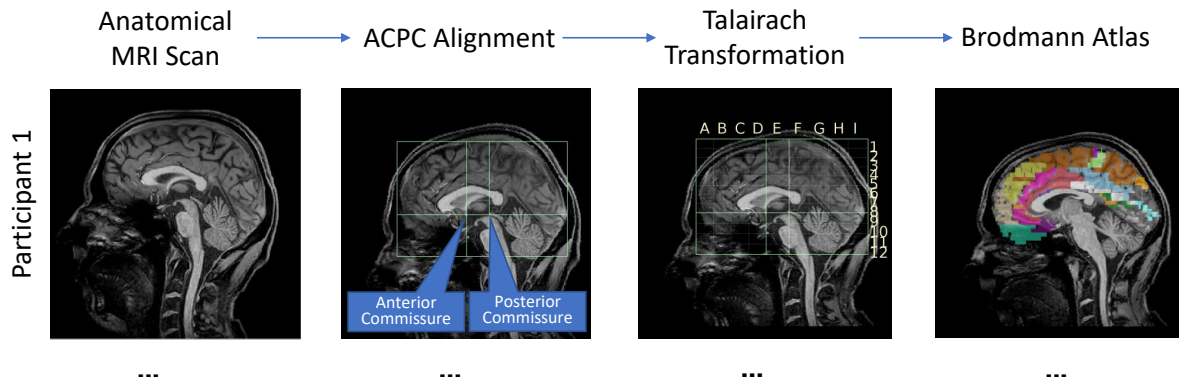 Anatomical
MRI Scan
ACPC Alignment
Talairach
Transformation
Brodmann Atlas
Participant 1
Anterior
Commissure
Posterior
Commissure
A B C D E F G H I
1
2
3
4
5
6
7
8
9
10
11
12
...
...
...
...